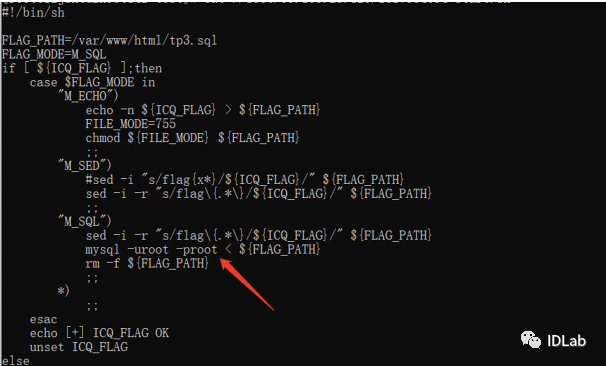 #!/bin/sh
FLAG_PATH=/var/www/html/tp3.sql
FLAG_MODE=M_SQL
if [ ${ICQ_FLAG} ];then
    case $FLAG_MODE in
        "M_ECHO")
            echo -n ${ICQ_FLAG} > ${FLAG_PATH}
            FILE_MODE=755
            chmod ${FILE_MODE} ${FLAG_PATH}
            ;;
        "M_SED")
            #sed -i "s/flag{x*}/${ICQ_FLAG}/" ${FLAG_PATH}
            sed -i -r "s/flag\{.*\}/${ICQ_FLAG}/" ${FLAG_PATH}
            ;;
        "M_SQL")
            sed -i -r "s/flag\{.*\}/${ICQ_FLAG}/" ${FLAG_PATH}
            mysql -uroot -proot < ${FLAG_PATH}
            rm -f ${FLAG_PATH}
            ;;
        *)
            ;;
    esac
    echo [+] ICQ_FLAG OK
    unset ICQ_FLAG
else
IDLab